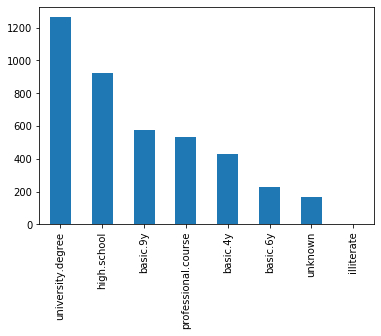 1200
1000
800
600
400
200
0
university.degree
high.school
basic.9y
professional.course
basic.4y
basic.6y
unknown
illiterate